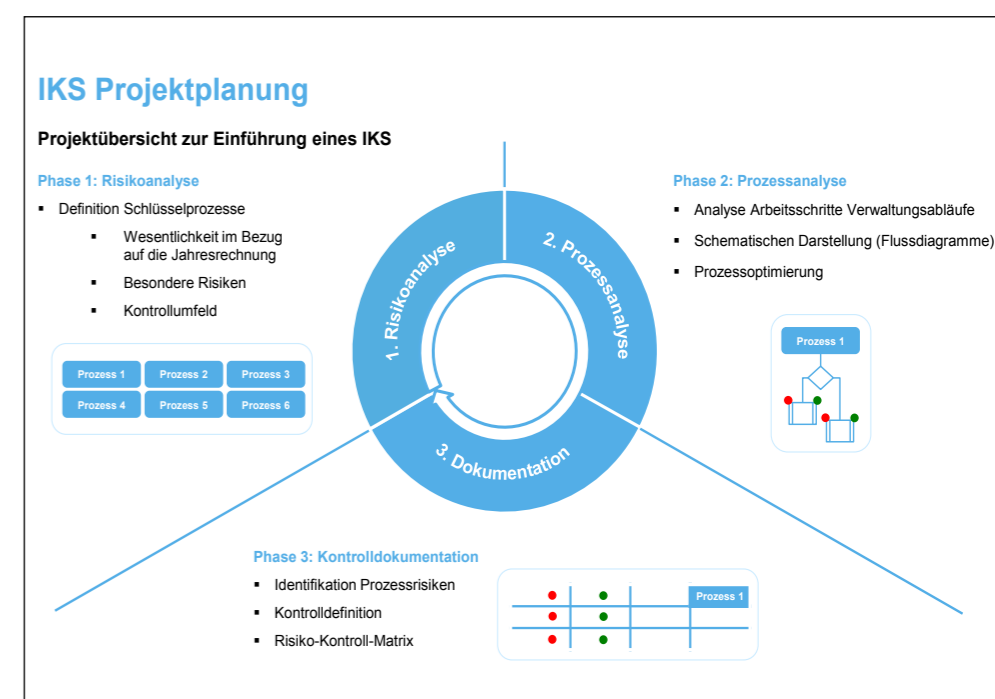 IKS Projektplanung
Projektübersicht zur Einführung eines IKS
Phase 1: Risikoanalyse
▪ Definition Schlüsselprozesse
▪ Wesentlichkeit im Bezug
auf die Jahresrechnung
▪ Besondere Risiken
▪ Kontrollumfeld
Prozess 1 Prozess 2 Prozess 3
Prozess 4 Prozess 5 Prozess 6
1. Risikoanalyse
2. Prozessanalyse
3. Dokumentation
Phase 2: Prozessanalyse
▪ Analyse Arbeitsschritte Verwaltungsabläufe
▪ Schematischen Darstellung (Flussdiagramme)
▪ Prozessoptimierung
Prozess 1
Phase 3: Kontrolldokumentation
▪ Identifikation Prozessrisiken
▪ Kontrolldefinition
▪ Risiko-Kontroll-Matrix
Prozess 1